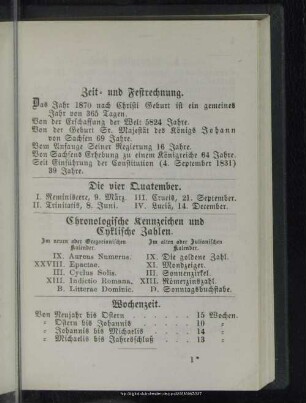 Zeit- und Festrechnung.
Das Jahr 1870 nach Christi Geburt ist ein gemeines
Jahr von 365 Tagen.
Von der Erschaffung der Welt 5824 Jahre.
Von der Geburt Sr. Majestät des Königs Johann
von Sachsen 69 Jahre.
Vom Anfange Seiner Regierung 16 Jahre.
Von Sachsens Erhebung zu einem Königreiche 64 Jahre.
Seit Einführung der Constitution (4. September 1831)
39 Jahre.
Die vier Quatember.
I. Reminiscere, 9. März. III. Crucis, 21. September.
II. Trinitatis, 8. Juni. IV. Luciä, 14. December.
Chronologische Kennzeichen und
Cyklische Zahlen.
Im neuen oder Gregorianischen Im alten oder Julianischen
Kalender. Kalender.
IX. Aureus Numerus. IX. Die goldene Zahl.
XXVIII. Epactae. XI. Mondzeiger.
III. Cyclus Solis. III. Sonnenzirkel.
XIII. Indictio Romana. XIII. Römerzinszahl.
B. Litterae Dominic. D. Sonntagsbuchstabe.
Wochenzeit.
Von Neujahr bis Ostern 15 Wochen.
" Ostern bis Johannis 10 "
" Johannis bis Michaelis 14 "
" Michaelis bis Jahresschluß 13 "
1*